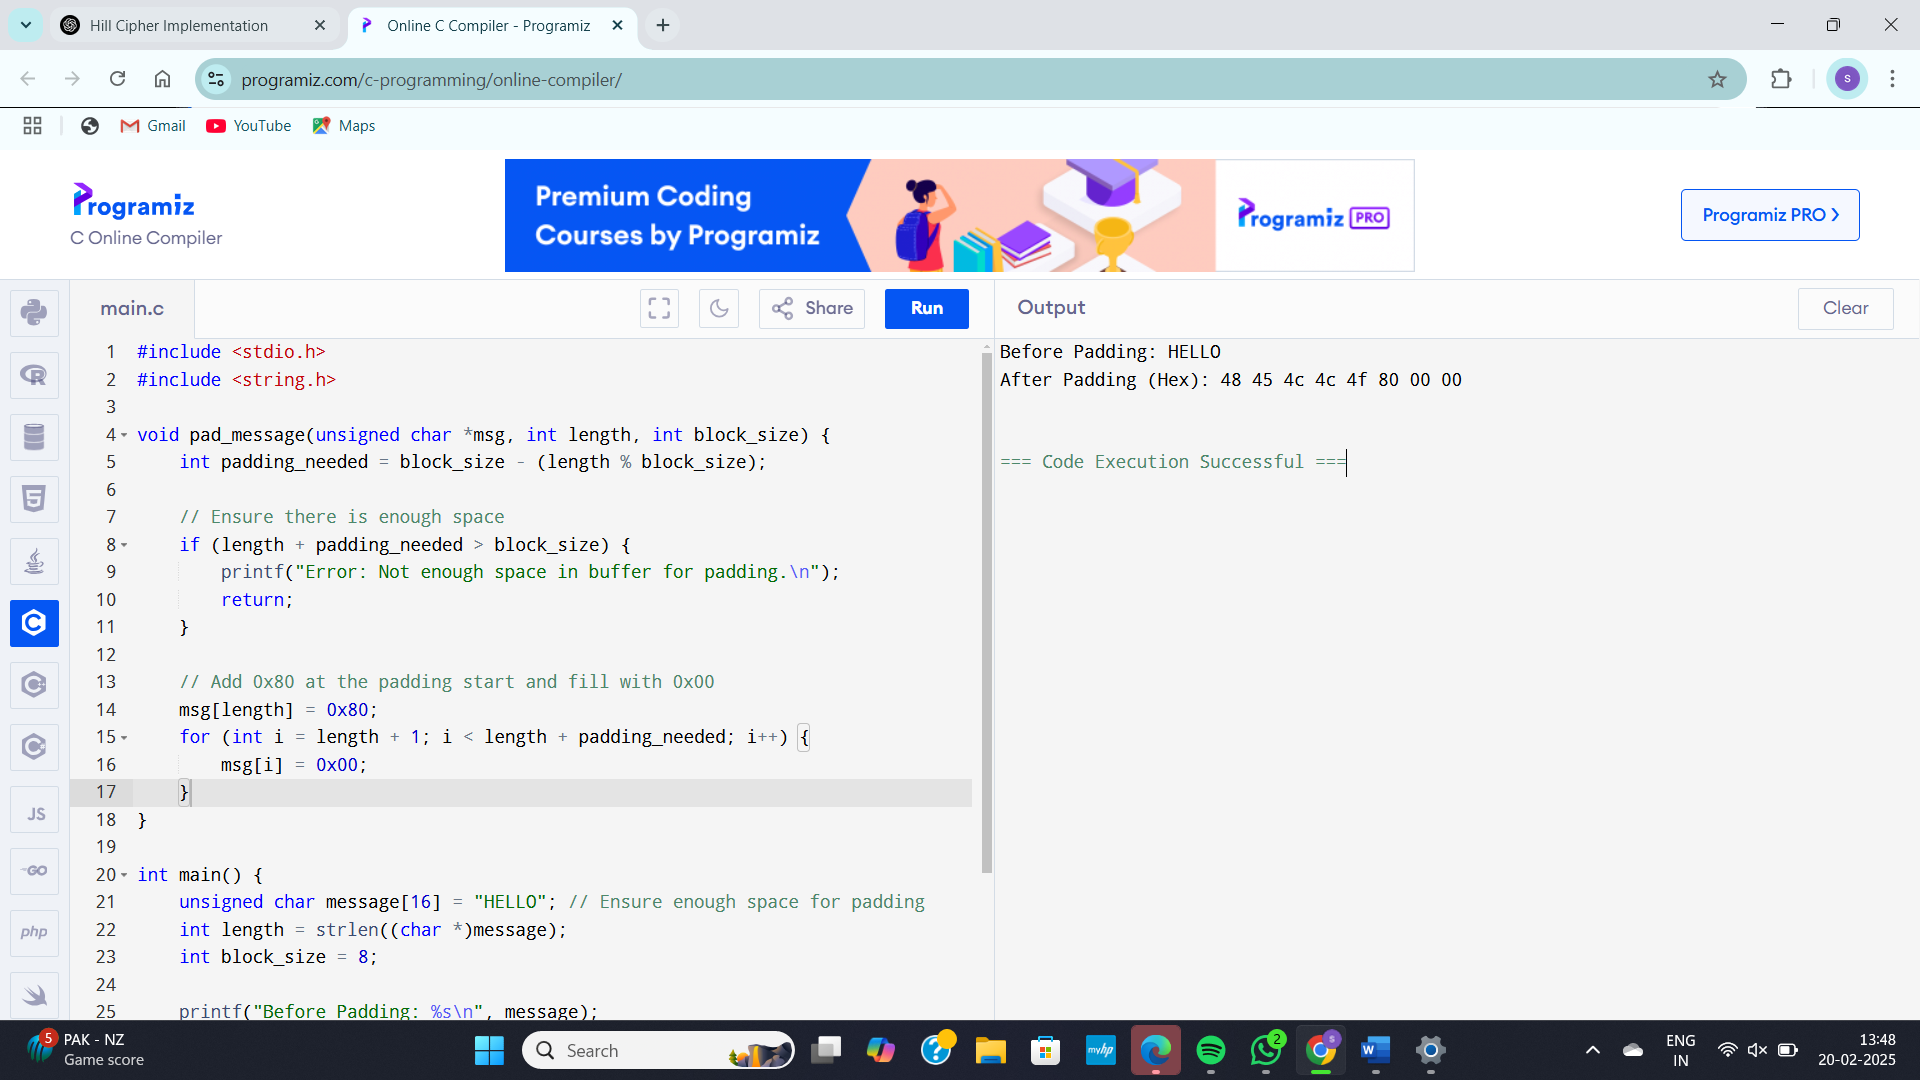 Hill Cipher Implementation
Online C Compiler - Programiz
programiz.com/c-programming/online-compiler/
S
Gmail
YouTube
Maps
Programiz
C Online Compiler
Premium Coding
Courses by Programiz
Programiz PRO
Programiz PRO
main.c
Share
Run
Output
Clear
1 #include <stdio.h>
2 #include <string.h>
3
4 void pad_message(unsigned char *msg, int length, int block_size) {
5 int padding_needed = block_size - (length % block_size);
6
7 // Ensure there is enough space
8 if (length + padding_needed > block_size) {
9 printf("Error: Not enough space in buffer for padding.\n");
10 return;
11 }
12
13 // Add 0x80 at the padding start and fill with 0x00
14 msg[length] = 0x80;
15 for (int i = length + 1; i < length + padding_needed; i++) {
16 msg[i] = 0x00;
17 }
18 }
19
20 int main() {
21 unsigned char message[16] = "HELLO"; // Ensure enough space for padding
22 int length = strlen((char *)message);
23 int block_size = 8;
24
25 printf("Before Padding: %s\n", message);
Before Padding: HELLO
After Padding (Hex): 48 45 4c 4c 4f 80 00 00
=== Code Execution Successful ===
JS
GO
php
5
PAK - NZ
Game score
Search
myhp
2
S
W
ENG
IN
13:48
20-02-2025